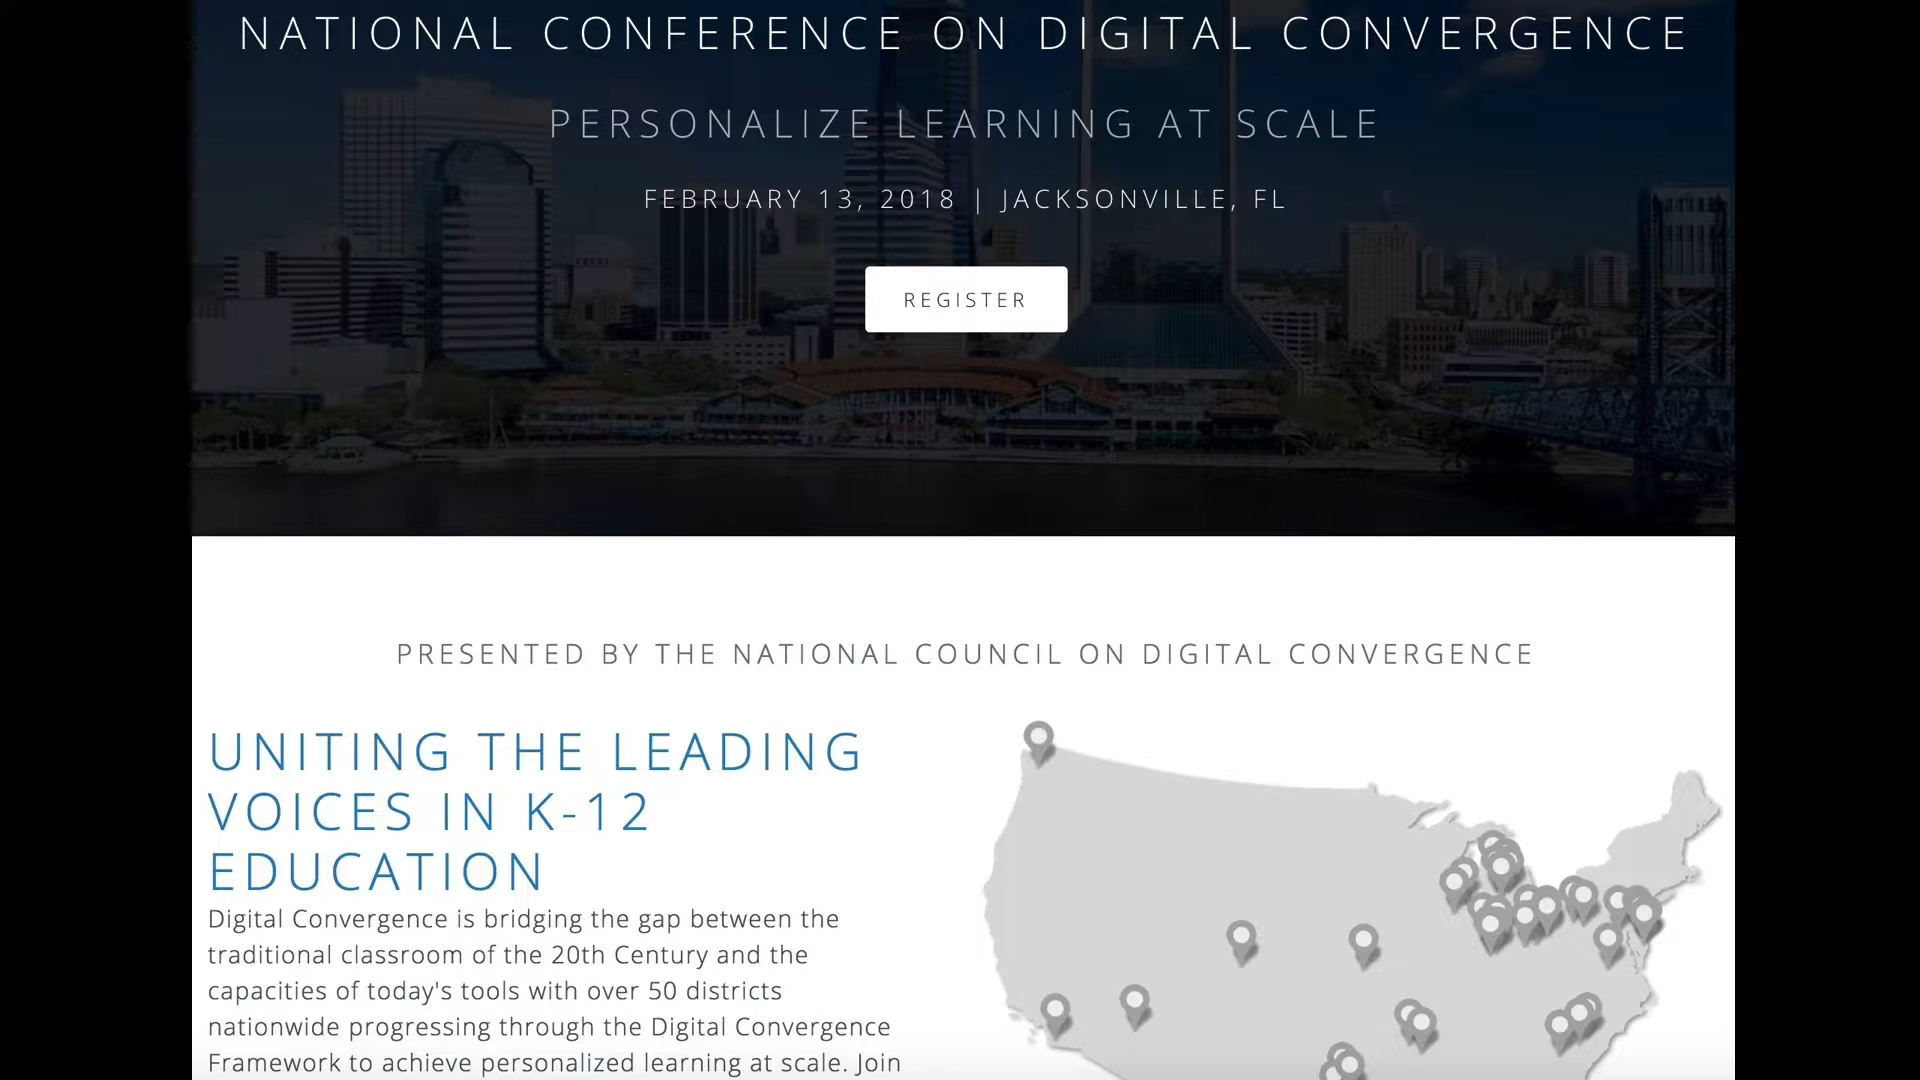 NATIONAL CONFERENCE ON DIGITAL CONVERGENCE
PERSONALIZE LEARNING AT SCALE
FEBRUARY 13, 2018 | JACKSONVILLE, FL
REGISTER
PRESENTED BY THE NATIONAL COUNCIL ON DIGITAL CONVERGENCE
UNITING THE LEADING
VOICES IN K-12
EDUCATION
Digital Convergence is bridging the gap between the
traditional classroom of the 20th Century and the
capacities of today's tools with over 50 districts
nationwide progressing through the Digital Convergence
Framework to achieve personalized learning at scale. Join